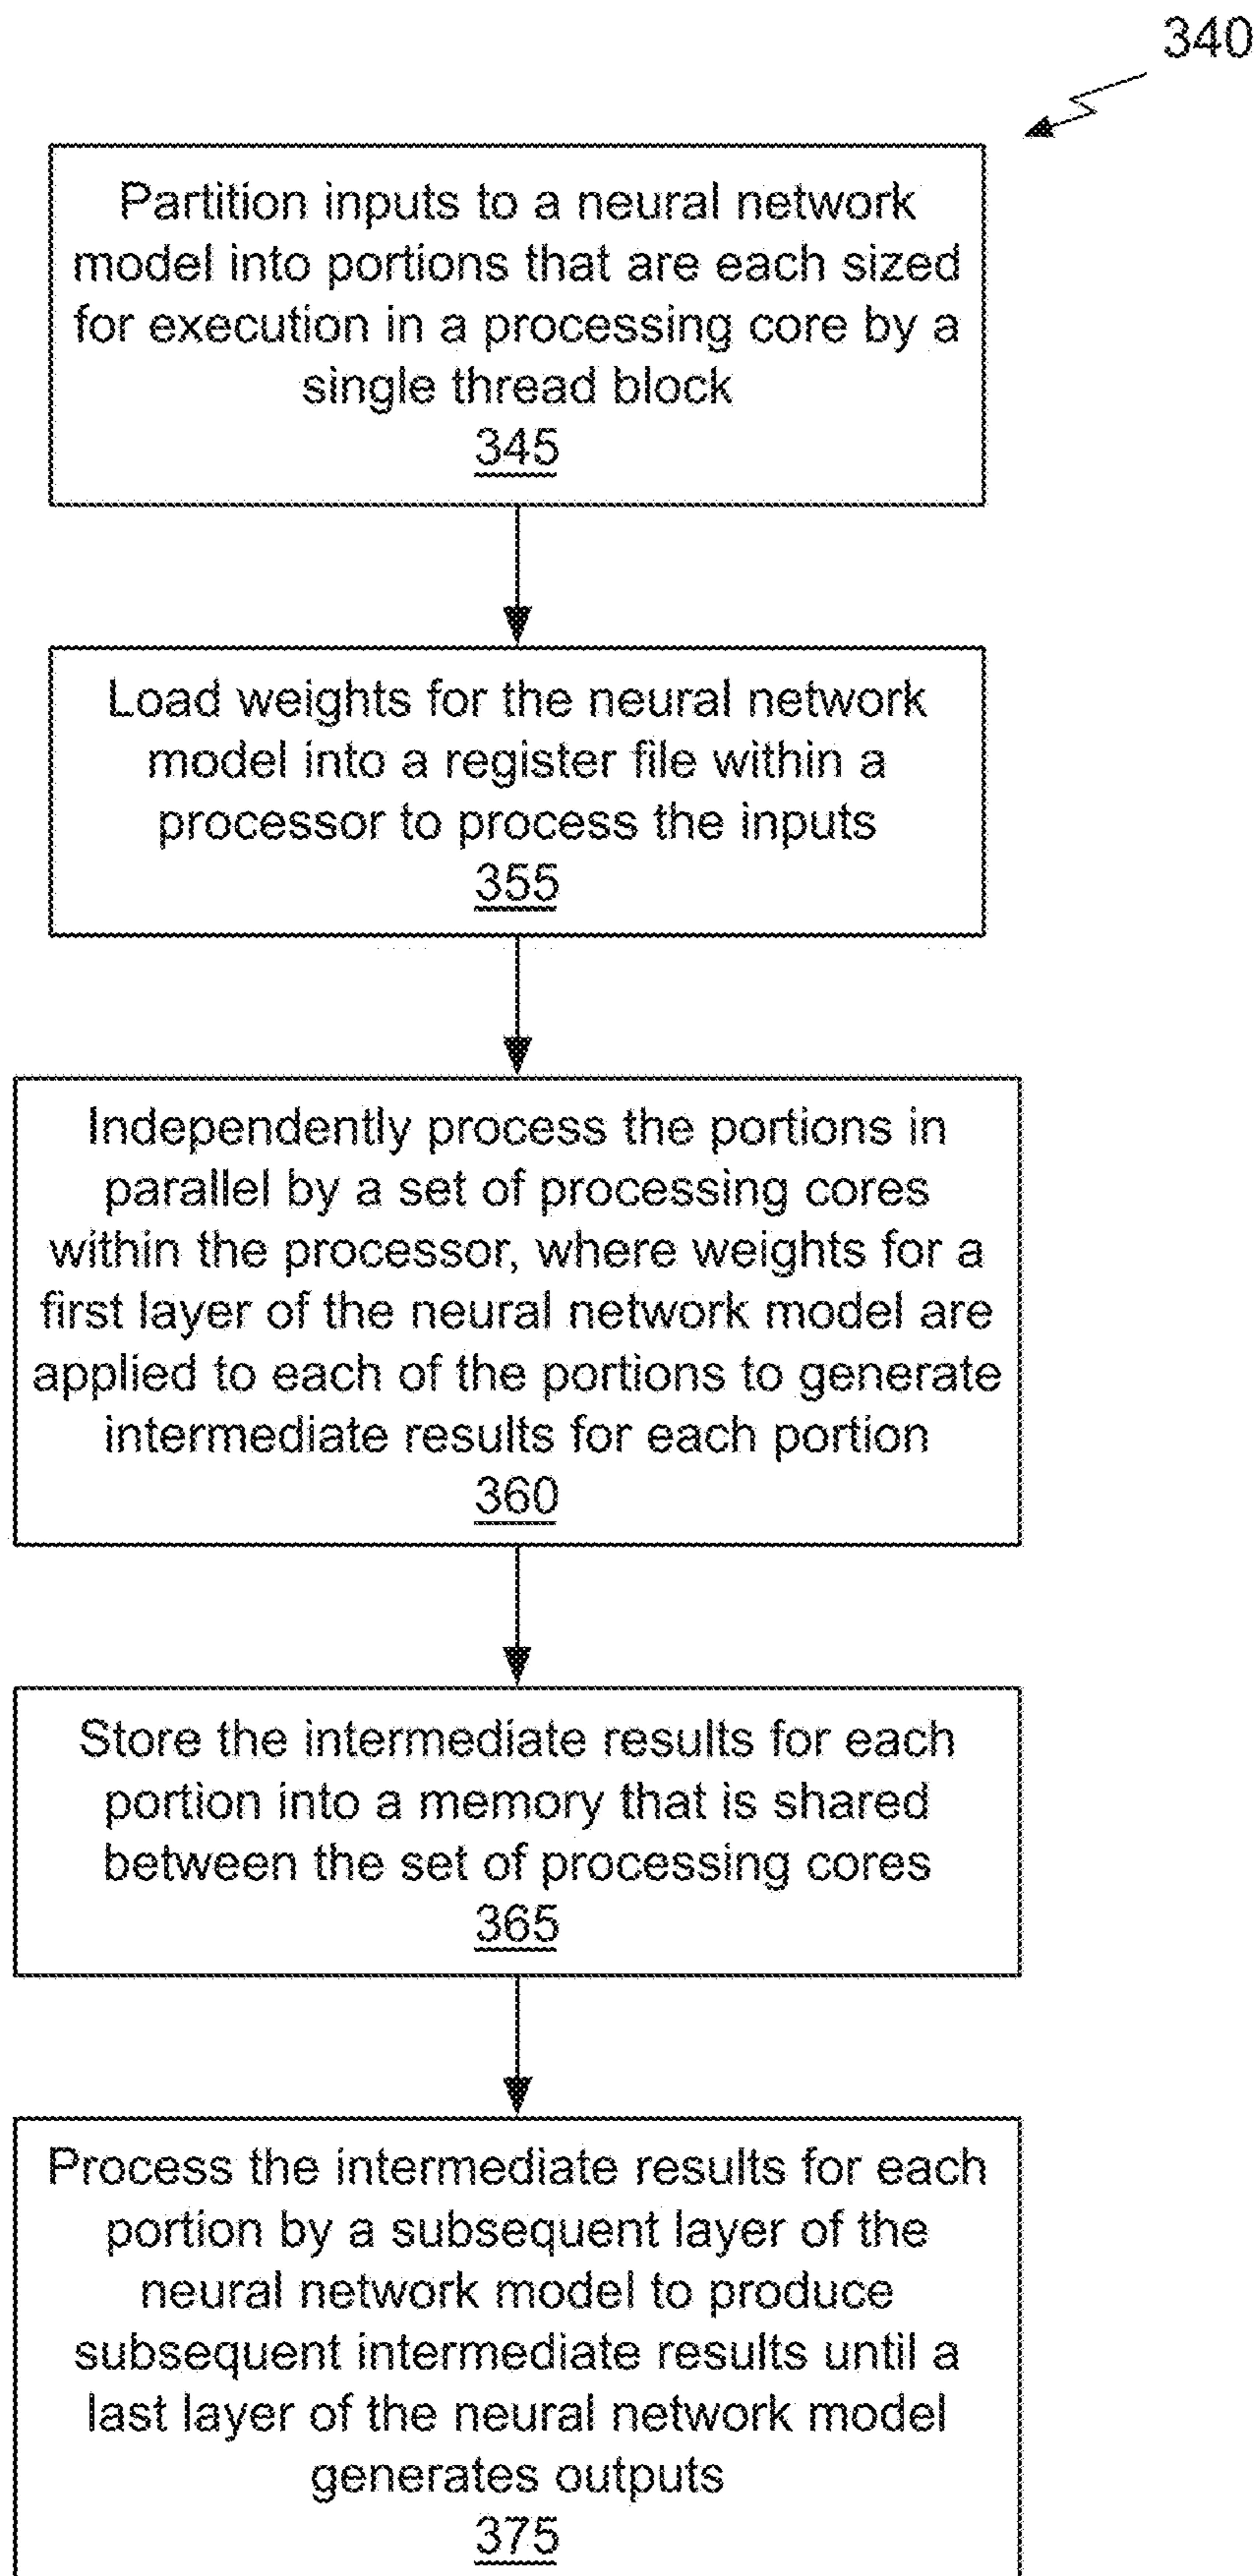 340
Partition inputs to a neural network
model into portions that are each sized
for execution in a processing core by a
single thread block
345
Load weights for the neural network
model into a register file within a
processor to process the inputs
355
Independently process the portions in
parallel by a set of processing cores
within the processor, where weights for a
first layer of the neural network model are
applied to each of the portions to generate
intermediate results for each portion
360
Store the intermediate results for each
portion into a memory that is shared
between the set of processing cores
365
Process the intermediate results for each
portion by a subsequent layer of the
neural network model to produce
subsequent intermediate results until a
last layer of the neural network model
generates outputs
375